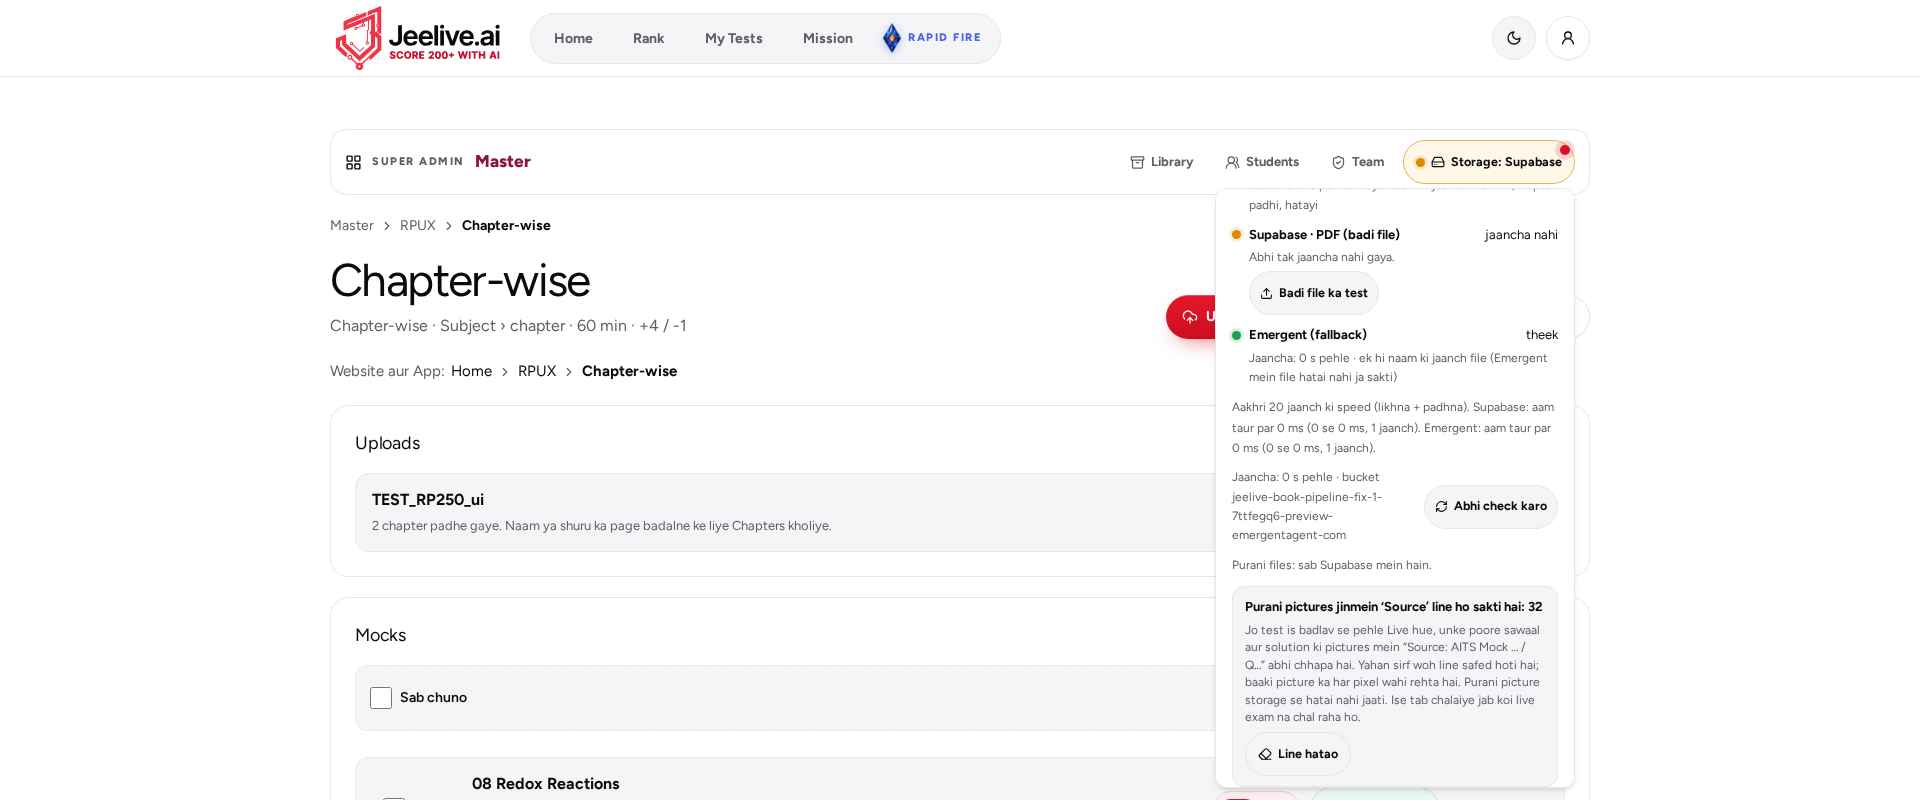 Jeelive.ai
SCORE 200+ WITH AI
Home
Rank
My Tests
Mission
RAPID FIRE
SUPER ADMIN
Master
Library
Students
Team
Storage: Supabase
Master > RPUX > Chapter-wise
Chapter-wise
Chapter-wise · Subject › chapter · 60 min · +4 / -1
Website aur App: Home > RPUX > Chapter-wise
Uploads
TEST_RP250_ui
2 chapter padhe gaye. Naam ya shuru ka page badalne ke liye Chapters kholiye.
Mocks
Sab chuno
08 Redox Reactions
padhi, hatayi
Supabase · PDF (badi file)
jaancha nahi
Abhi tak jaancha nahi gaya.
Badi file ka test
Emergent (fallback)
theek
Jaancha: 0 s pehle · ek hi naam ki jaanch file (Emergent
mein file hatai nahi ja sakti)
Aakhri 20 jaanch ki speed (likhna + padhna). Supabase: aam
taur par 0 ms (0 se 0 ms, 1 jaanch). Emergent: aam taur par
0 ms (0 se 0 ms, 1 jaanch).
Jaancha: 0 s pehle · bucket
jeelive-book-pipeline-fix-1-
7ttfegq6-preview-
emergentagent-com
Abhi check karo
Purani files: sab Supabase mein hain.
Purani pictures jinmein ‘Source’ line ho sakti hai: 32
Jo test is badlav se pehle Live hue, unke poore sawaal
aur solution ki pictures mein “Source: AITS Mock … /
Q…” abhi chhapa hai. Yahan sirf woh line safed hoti hai;
baaki picture ka har pixel wahi rehta hai. Purani picture
storage se hatai nahi jaati. Ise tab chalaiye jab koi live
exam na chal raha ho.
Line hatao